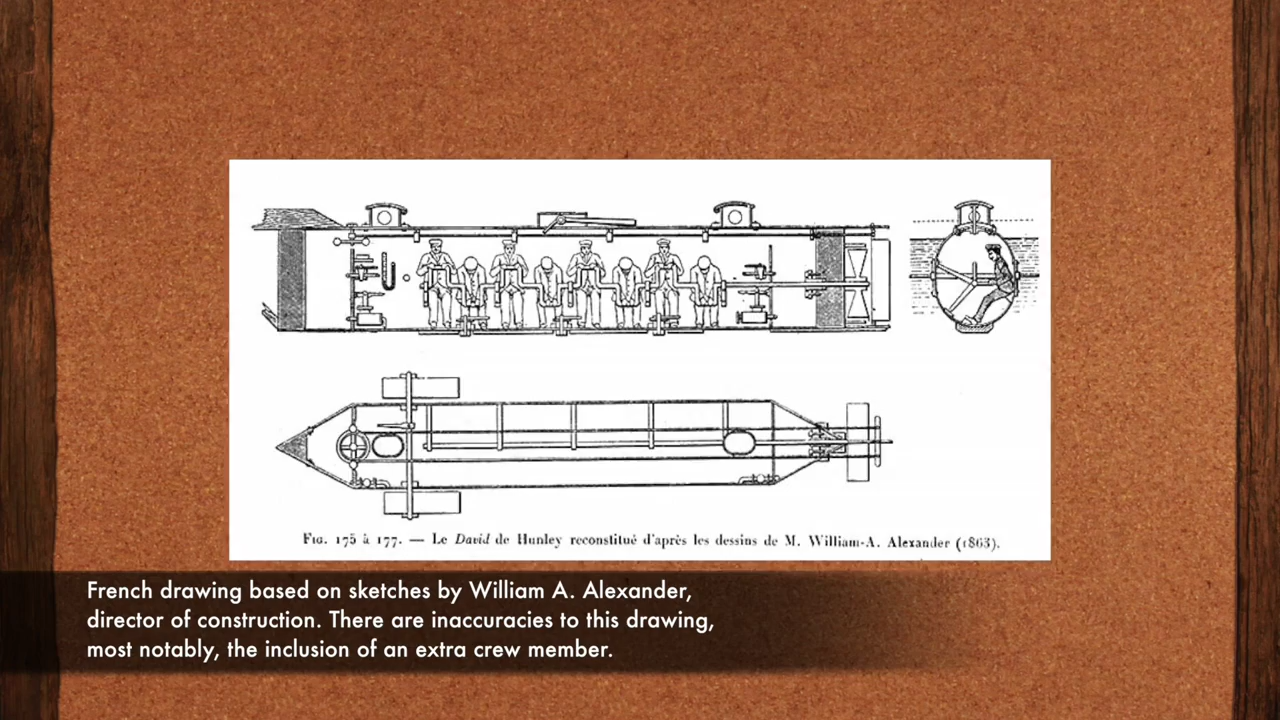 Fig. 175 à 177. — Le David de Hunley reconstitué d'après les dessins de M. William-A. Alexander (1863).
French drawing based on sketches by William A. Alexander,
director of construction. There are inaccuracies to this drawing,
most notably, the inclusion of an extra crew member.